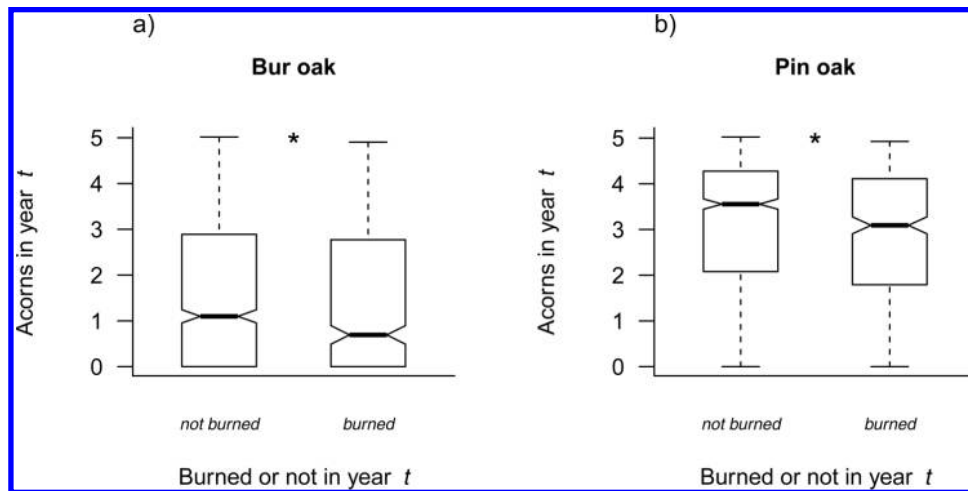 a)
Bur oak
*
5
4
3
2
1
0
Acorns in year t
not burned
burned
Burned or not in year t
b)
Pin oak
*
5
4
3
2
1
0
Acorns in year t
not burned
burned
Burned or not in year t